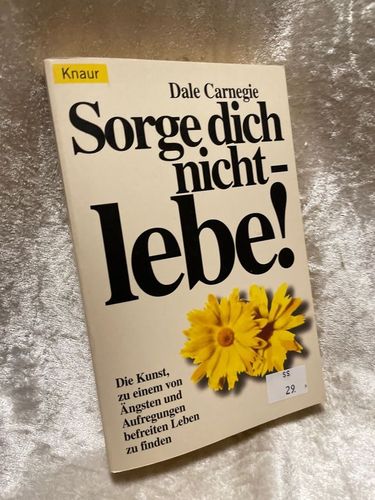 Knaur
Dale Carnegie
Sorge dich
nicht-
lebe!
Die Kunst,
zu einem von
Ängsten und
Aufregungen
befreiten Leben
zu finden
SS
29.